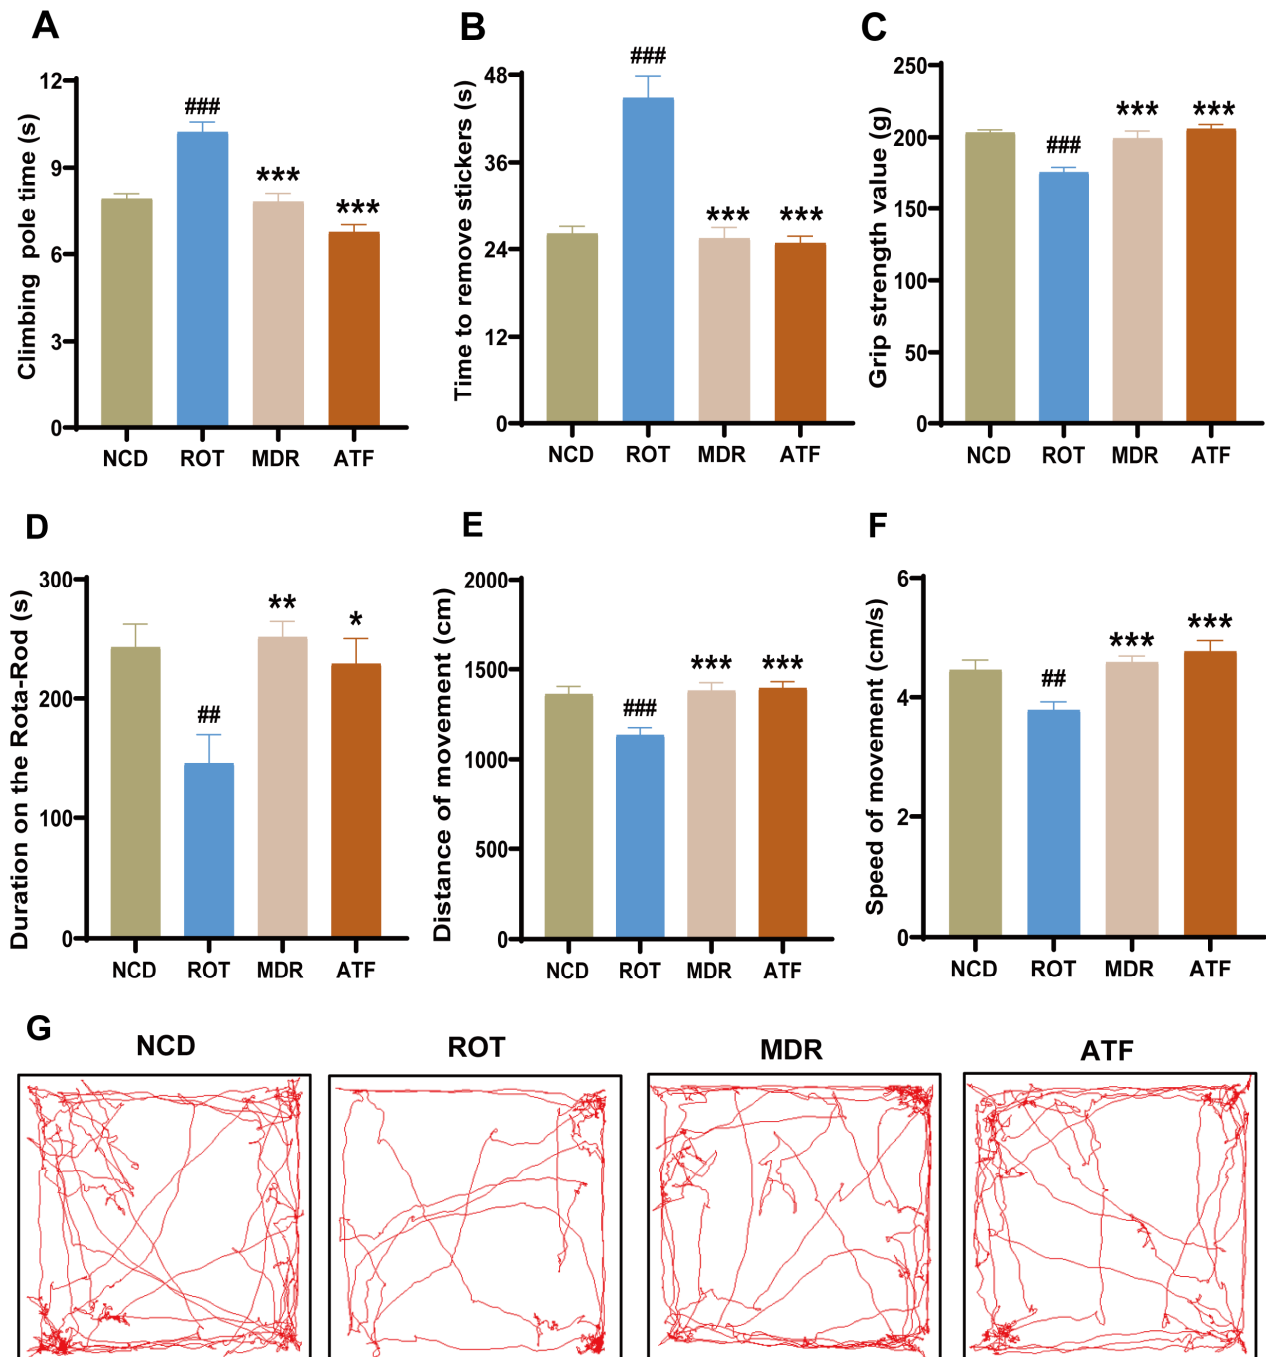 A
Climbing pole time (s)
12
9
6
3
0
###
***
***
NCD ROT MDR ATF
B
Time to remove stickers (s)
48
36
24
12
0
###
***
***
NCD ROT MDR ATF
C
Grip strength value (g)
250
200
150
100
50
0
###
***
***
NCD ROT MDR ATF
D
Duration on the Rota-Rod (s)
300
200
100
0
##
**
*
NCD ROT MDR ATF
E
Distance of movement (cm)
2000
1500
1000
500
0
###
***
***
NCD ROT MDR ATF
F
Speed of movement (cm/s)
6
4
2
0
##
***
***
NCD ROT MDR ATF
G
NCD ROT MDR ATF